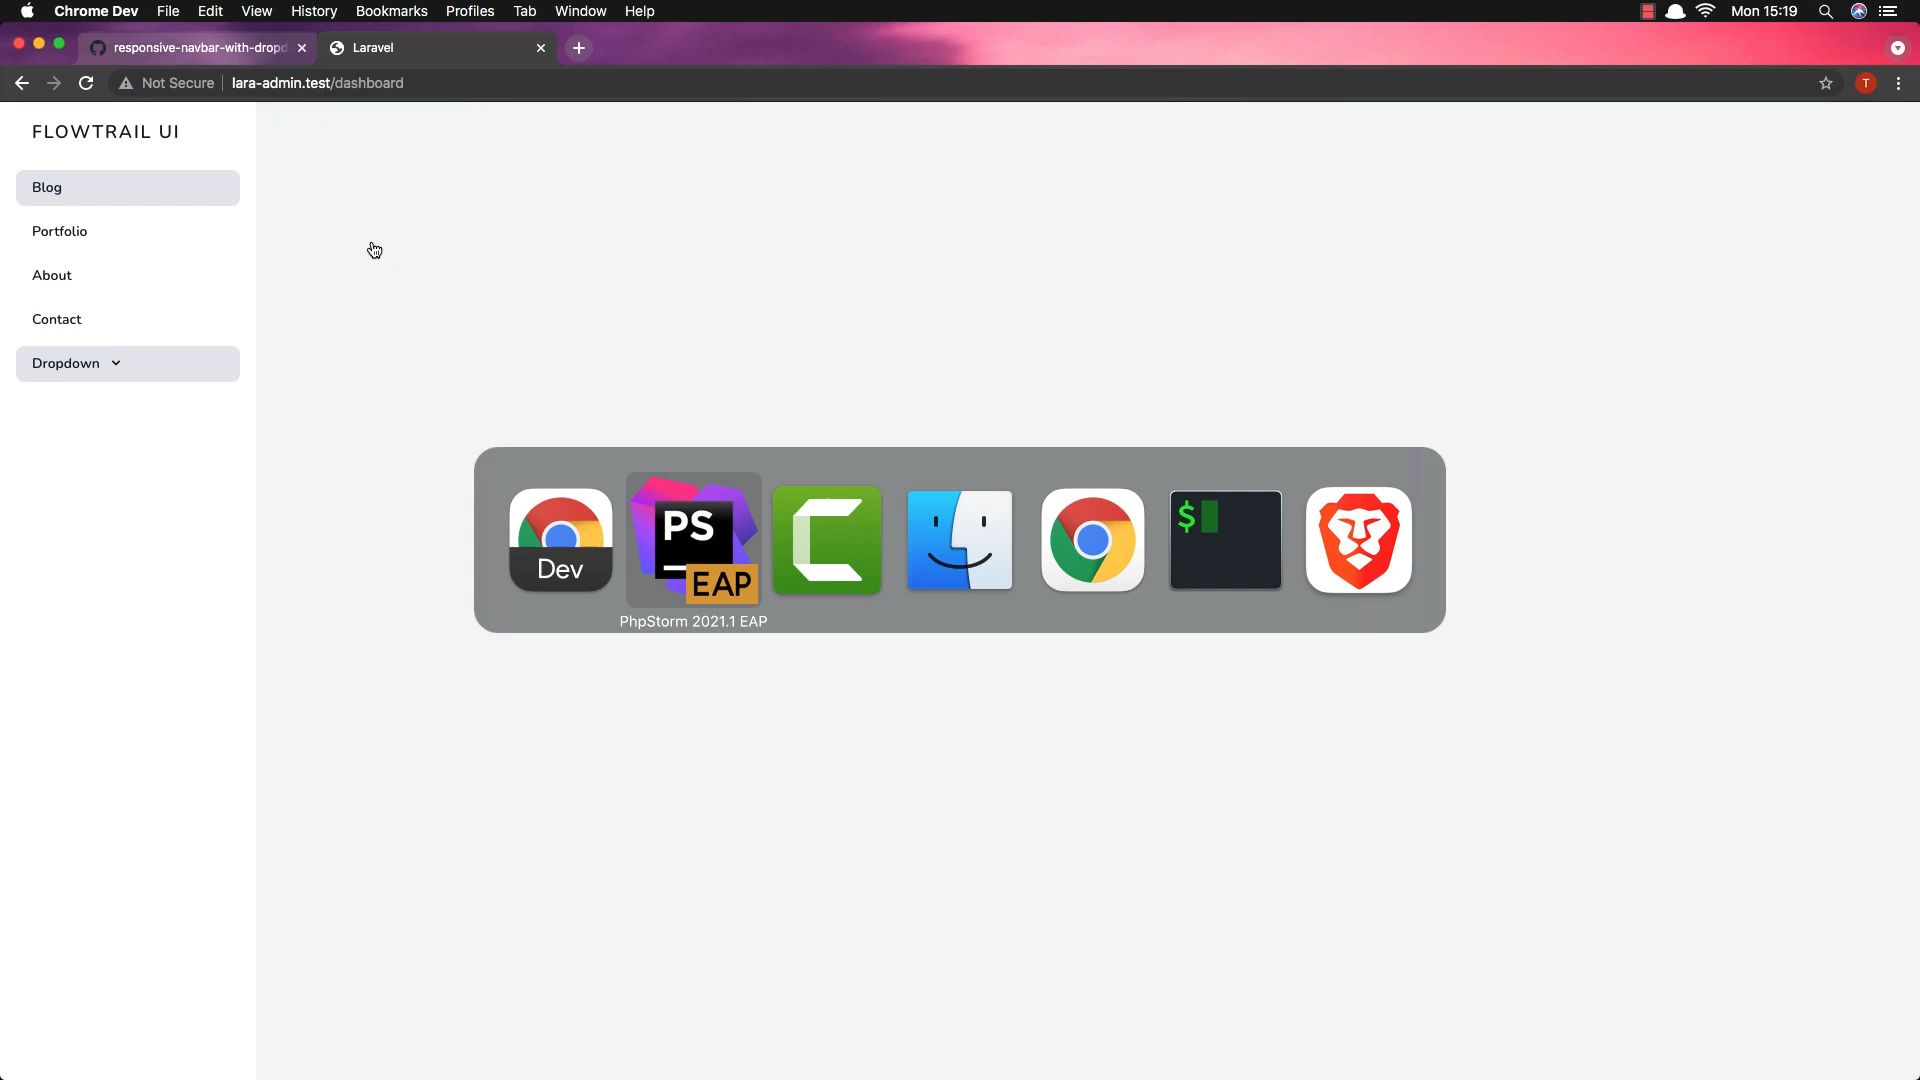 Chrome Dev File Edit View History Bookmarks Profiles Tab Window Help Mon 15:19
responsive-navbar-with-dropd Laravel
Not Secure lara-admin.test/dashboard T
FLOWTRAIL UI
Blog
Portfolio
About
Contact
Dropdown
Dev PS EAP $
PhpStorm 2021.1 EAP